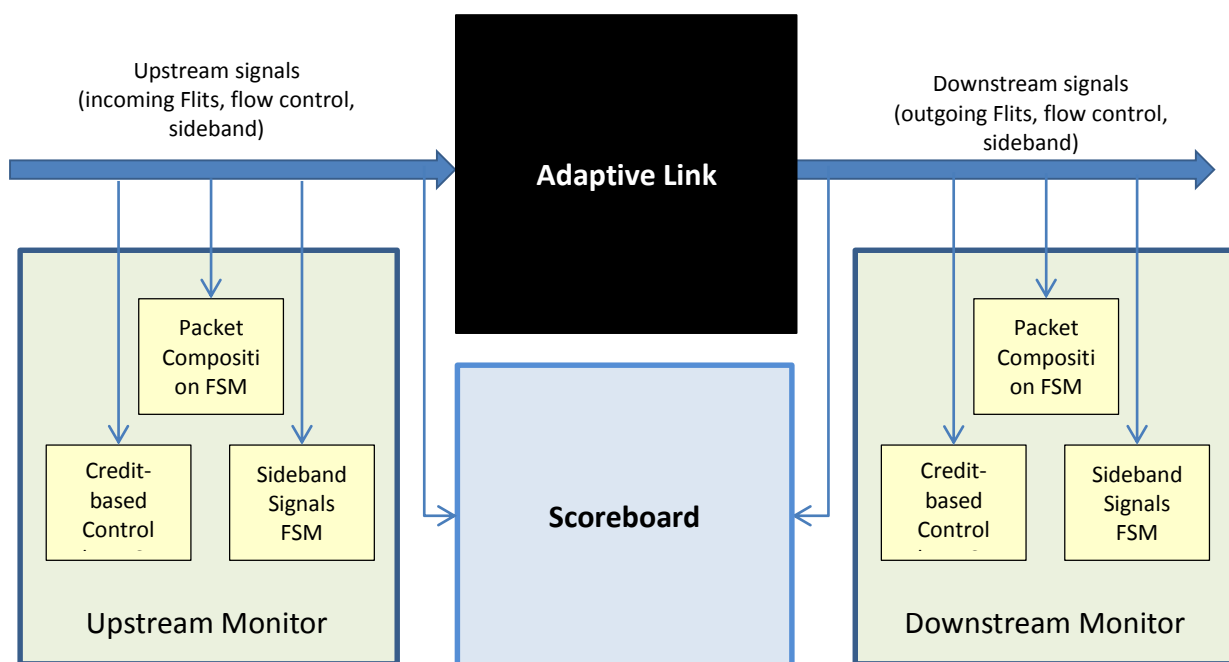 Upstream signals
(incoming Flits, flow control,
sideband)
Downstream signals
(outgoing Flits, flow control,
sideband)
Adaptive Link
Packet
Compositi
on FSM
Credit-
based
Control
Sideband
Signals
FSM
Upstream Monitor
Scoreboard
Packet
Compositi
on FSM
Credit-
based
Control
Sideband
Signals
FSM
Downstream Monitor